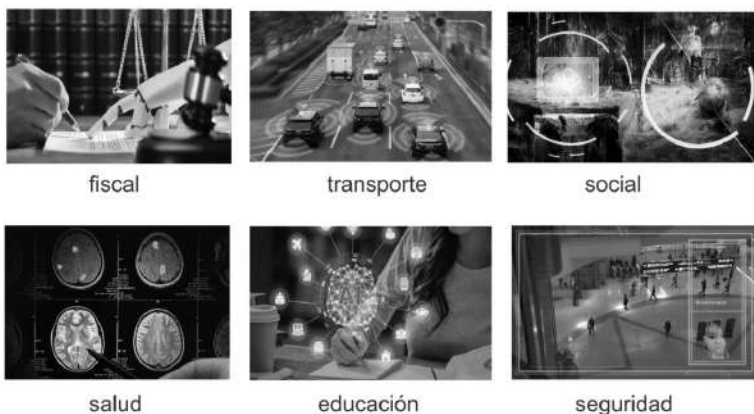 fiscal
transporte
social
salud
educación
seguridad